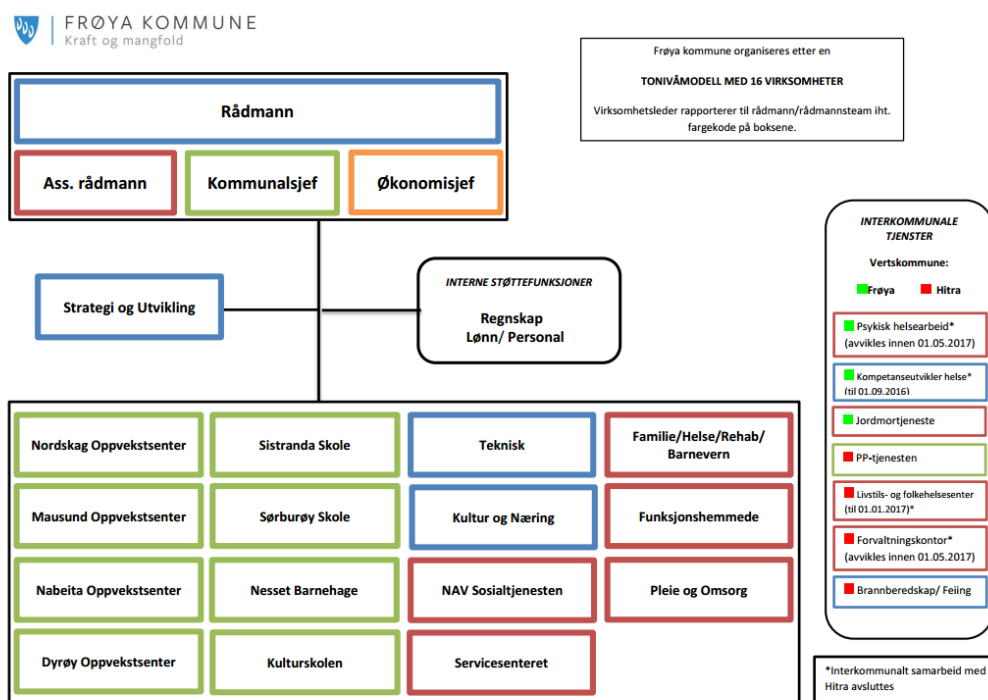 FRØYA KOMMUNE
Kraft og mangfold
Frøya kommune organiseres etter en
TONIVÅMODELL MED 16 VIRKSOMHETER
Virksomhetsleder rapporterer til rådmann/rådmannsteam iht.
fargekode på boksene.
Rådmann
Ass. rådmann
Kommunalsjef
Økonomisjef
Strategi og Utvikling
INTERNE STØTTEFUNKSJONER
Regnskap
Lønn/ Personal
INTERKOMMUNALE
TJENSTER
Vertskommune:
Frøya Hitra
Psykisk helsearbeid*
(avvikles innen 01.05.2017)
Kompetanseutvikler helse*
(til 01.09.2016)
Jordmortjeneste
PP-tjenesten
Livstils- og folkehelsesenter
(til 01.01.2017)*
Forvaltningskontor*
(avvikles innen 01.05.2017)
Brannberedskap/ Feiing
Nordskag Oppvekstsenter
Sistranda Skole
Teknisk
Familie/Helse/Rehab/
Barnevern
Mausund Oppvekstsenter
Sørburøy Skole
Kultur og Næring
Funksjonshemmede
Nabeita Oppvekstsenter
Nesset Barnehage
NAV Sosialtjenesten
Pleie og Omsorg
Dyrøy Oppvekstsenter
Kulturskolen
Servicesenteret
*Interkommunalt samarbeid med
Hitra avsluttes